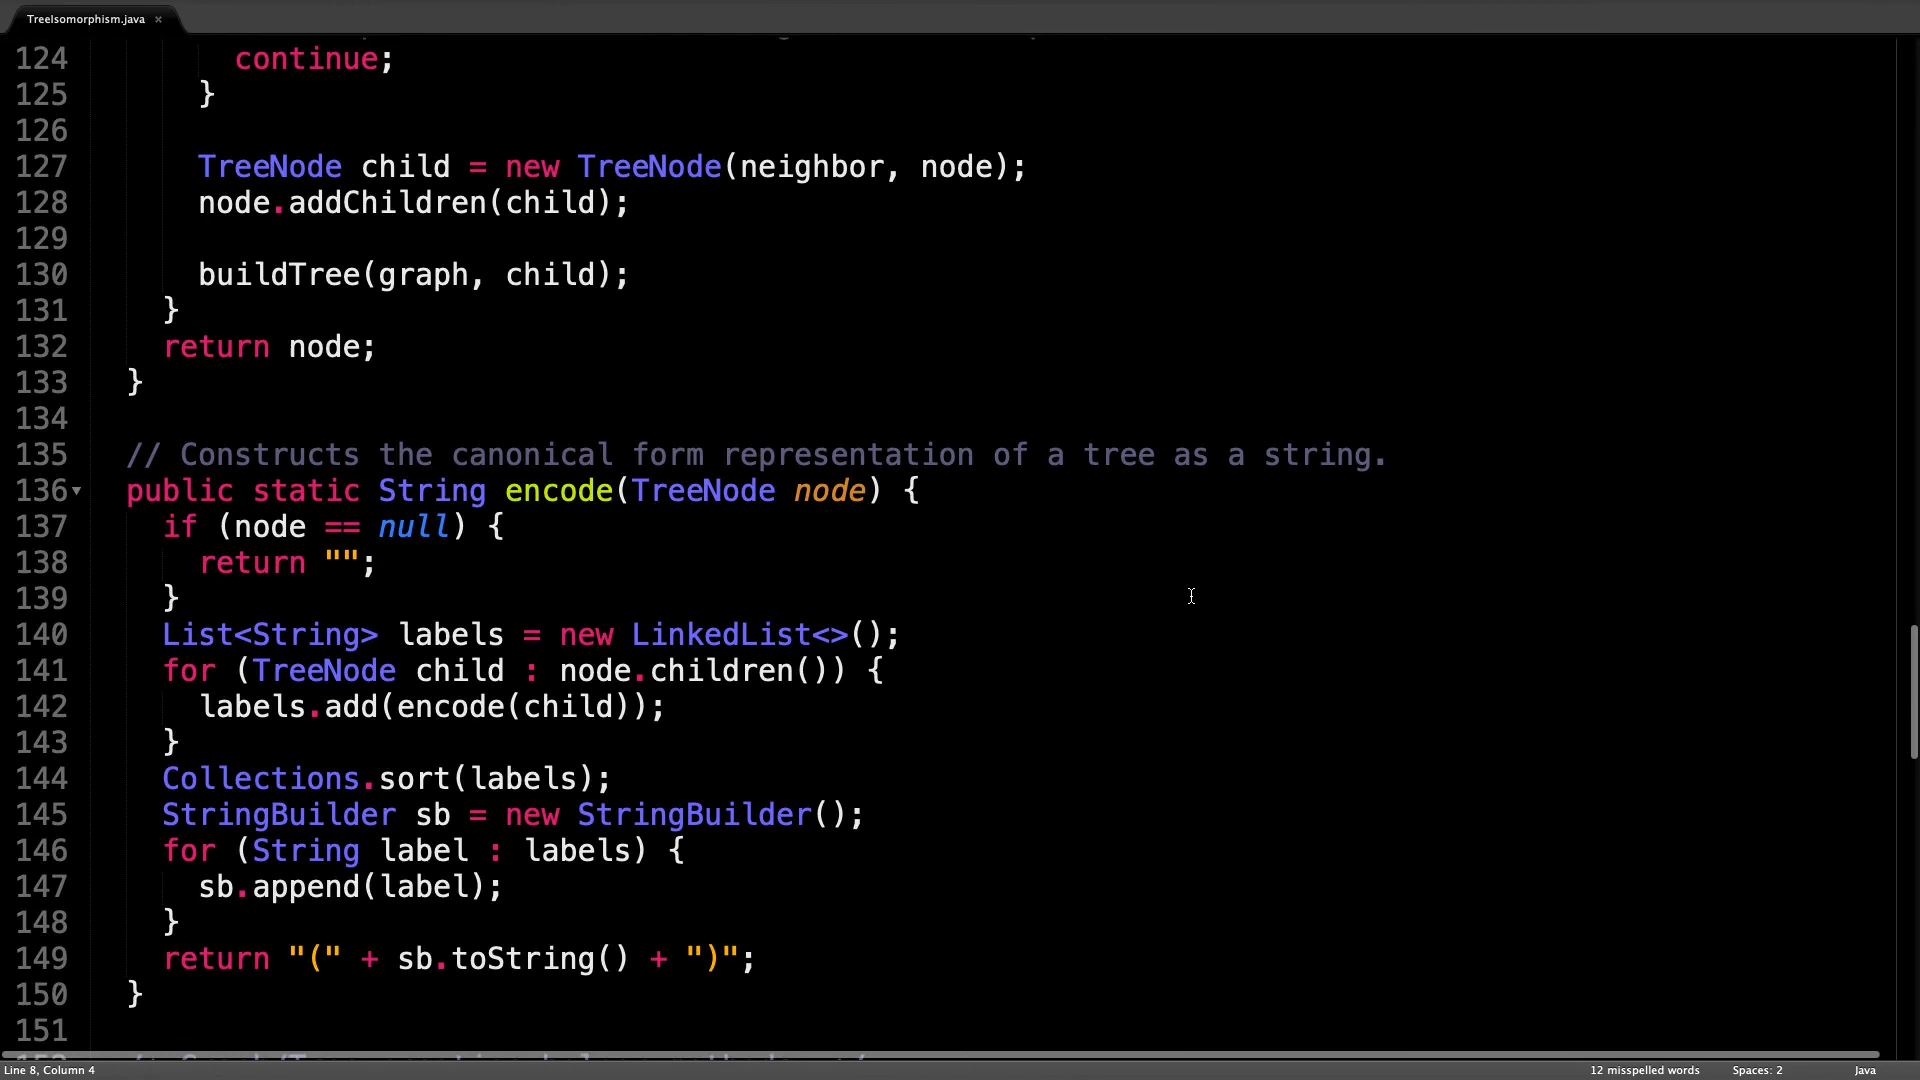 TreeIsomorphism.java ×
124 continue;
125 }
126
127 TreeNode child = new TreeNode(neighbor, node);
128 node.addChildren(child);
129
130 buildTree(graph, child);
131 }
132 return node;
133 }
134
135 // Constructs the canonical form representation of a tree as a string.
136 public static String encode(TreeNode node) {
137 if (node == null) {
138 return "";
139 }
140 List<String> labels = new LinkedList<>();
141 for (TreeNode child : node.children()) {
142 labels.add(encode(child));
143 }
144 Collections.sort(labels);
145 StringBuilder sb = new StringBuilder();
146 for (String label : labels) {
147 sb.append(label);
148 }
149 return "(" + sb.toString() + ")";
150 }
151
Line 8, Column 4 12 misspelled words Spaces: 2 Java